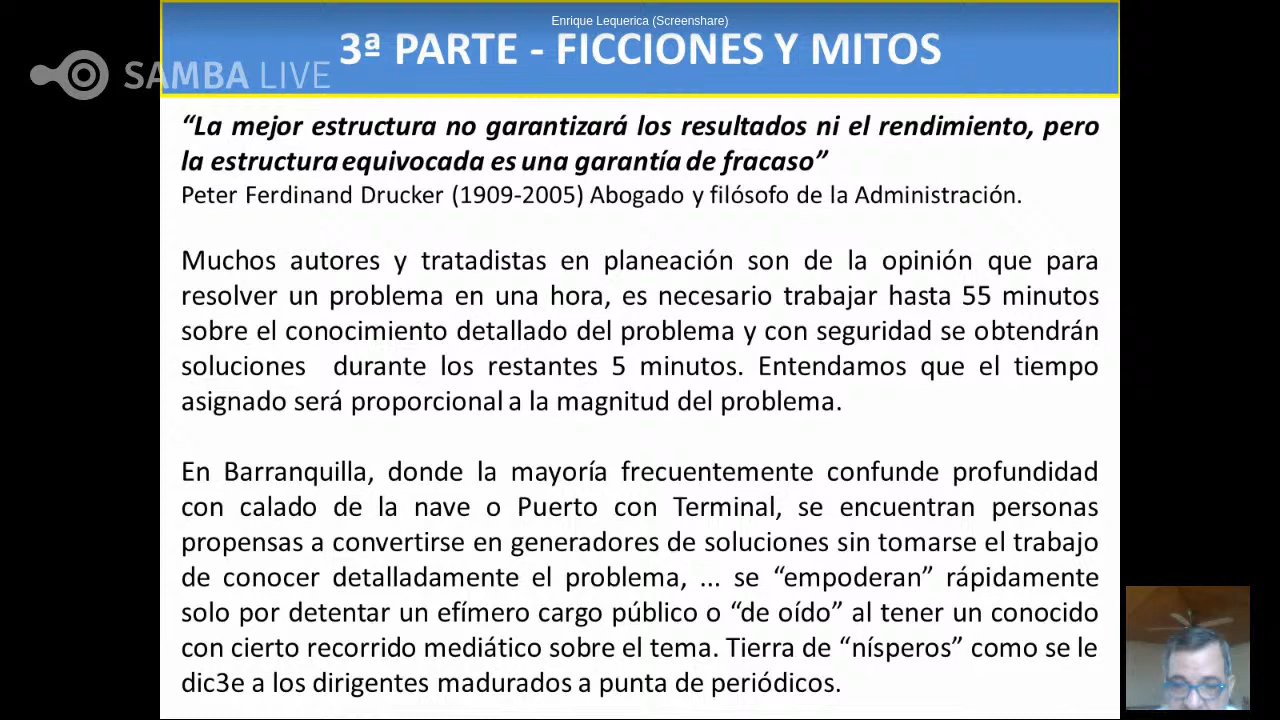 Enrique Lequerica (Screenshare)
3ª PARTE - FICCIONES Y MITOS
SAMBA LIVE
“La mejor estructura no garantizará los resultados ni el rendimiento, pero
la estructura equivocada es una garantía de fracaso”
Peter Ferdinand Drucker (1909-2005) Abogado y filósofo de la Administración.
Muchos autores y tratadistas en planeación son de la opinión que para
resolver un problema en una hora, es necesario trabajar hasta 55 minutos
sobre el conocimiento detallado del problema y con seguridad se obtendrán
soluciones durante los restantes 5 minutos. Entendamos que el tiempo
asignado será proporcional a la magnitud del problema.
En Barranquilla, donde la mayoría frecuentemente confunde profundidad
con calado de la nave o Puerto con Terminal, se encuentran personas
propensas a convertirse en generadores de soluciones sin tomarse el trabajo
de conocer detalladamente el problema, ... se “empoderan” rápidamente
solo por detentar un efímero cargo público o “de oído” al tener un conocido
con cierto recorrido mediático sobre el tema. Tierra de “nísperos” como se le
dic3e a los dirigentes madurados a punta de periódicos.